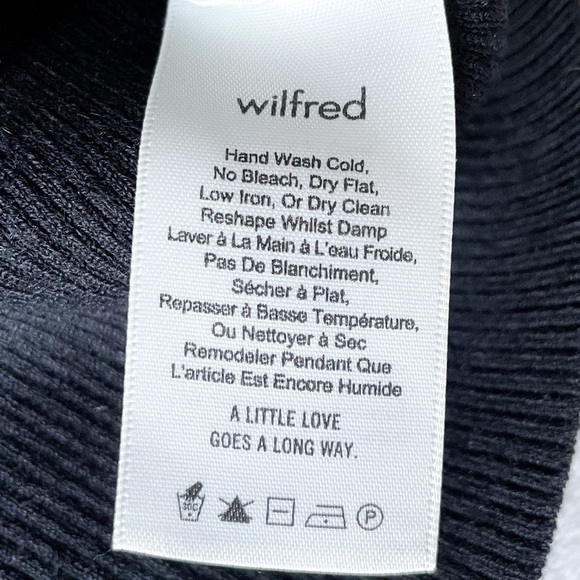 wilfred
Hand Wash Cold,
No Bleach, Dry Flat,
Low Iron, Or Dry Clean
Reshape Whilst Damp
Laver à La Main à L'eau Froide,
Pas De Blanchiment,
Sécher à Plat,
Repasser à Basse Température,
Ou Nettoyer à Sec
Remodeler Pendant Que
L'article Est Encore Humide
A LITTLE LOVE
GOES A LONG WAY.
30C P